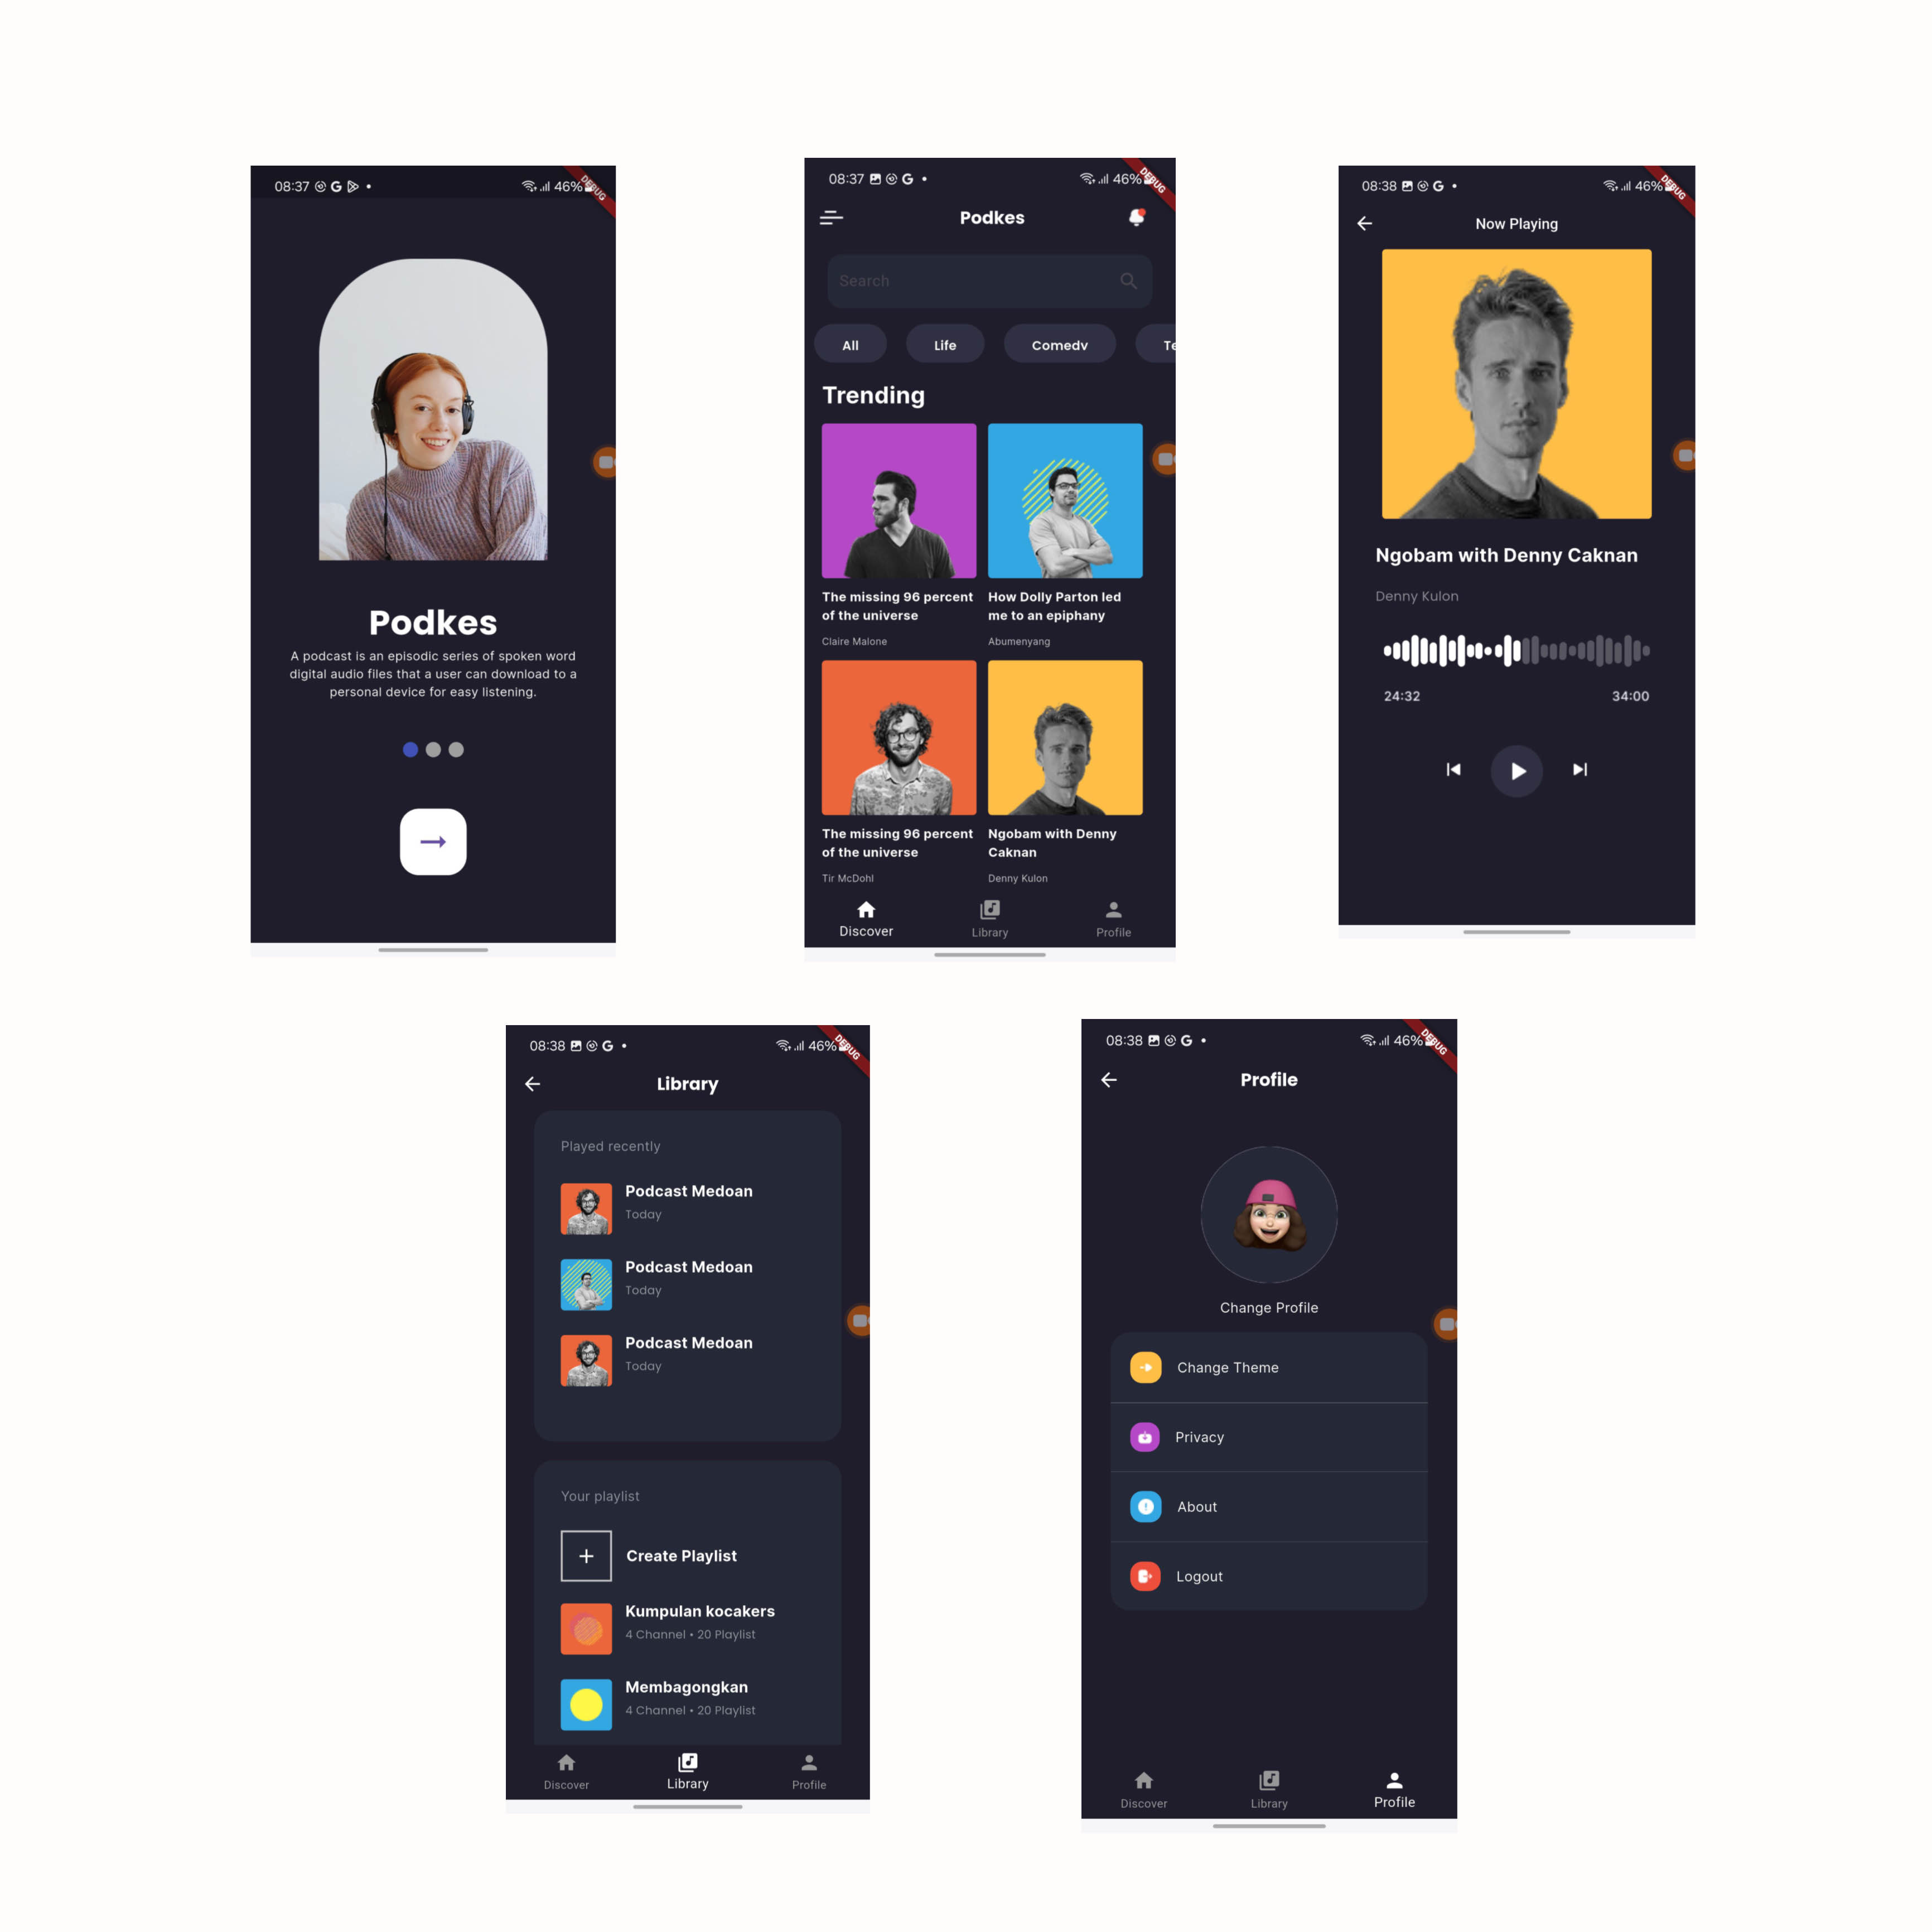 08:37 G
46%
DEBUG
Podkes
A podcast is an episodic series of spoken word
digital audio files that a user can download to a
personal device for easy listening.
08:37 G
46%
DEBUG
Podkes
Search
All
Life
Comedy
Te
Trending
The missing 96 percent
of the universe
Claire Malone
How Dolly Parton led
me to an epiphany
Abumenyang
The missing 96 percent
of the universe
Tir McDohl
Ngobam with Denny
Caknan
Denny Kulon
Discover
Library
Profile
08:38 G
46%
DEBUG
Now Playing
Ngobam with Denny Caknan
Denny Kulon
24:32
34:00
08:38 G
46%
DEBUG
Library
Played recently
Podcast Medoan
Today
Podcast Medoan
Today
Podcast Medoan
Today
Your playlist
Create Playlist
Kumpulan kocakers
4 Channel • 20 Playlist
Membagongkan
4 Channel • 20 Playlist
Discover
Library
Profile
08:38 G
46%
DEBUG
Profile
Change Profile
Change Theme
Privacy
About
Logout
Discover
Library
Profile